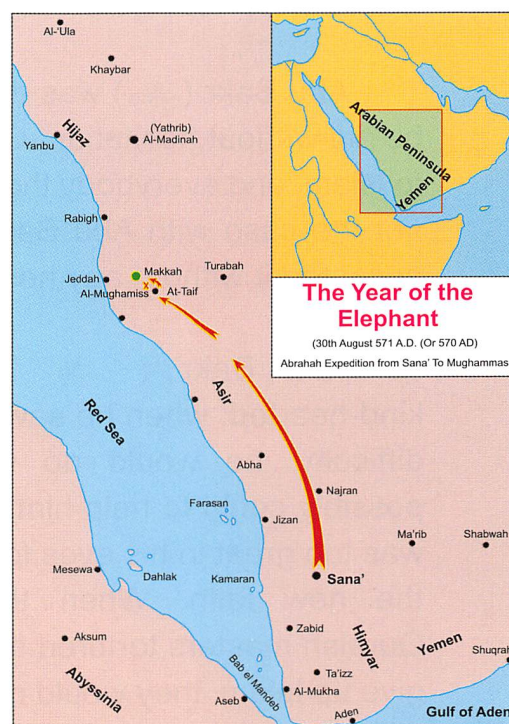 Al-'Ula
Khaybar
Hijaz
(Yathrib)
Al-Madinah
Yanbu
Rabigh
Jeddah
Makkah
Al-Mughamiss
At-Taif
Turabah
Arabian Peninsula
Yemen
The Year of the
Elephant
(30th August 571 A.D. (Or 570 AD)
Abrahah Expedition from Sana' To Mughammas
Red Sea
Asir
Abha
Najran
Farasan
Jizan
Ma'rib
Shabwah
Mesewa
Dahlak
Kamaran
Sana'
Aksum
Zabid
Himyar
Yemen
Shuqrah
Abyssinia
Bab el Mandeb
Ta'izz
Aseb
Al-Mukha
Aden
Gulf of Aden